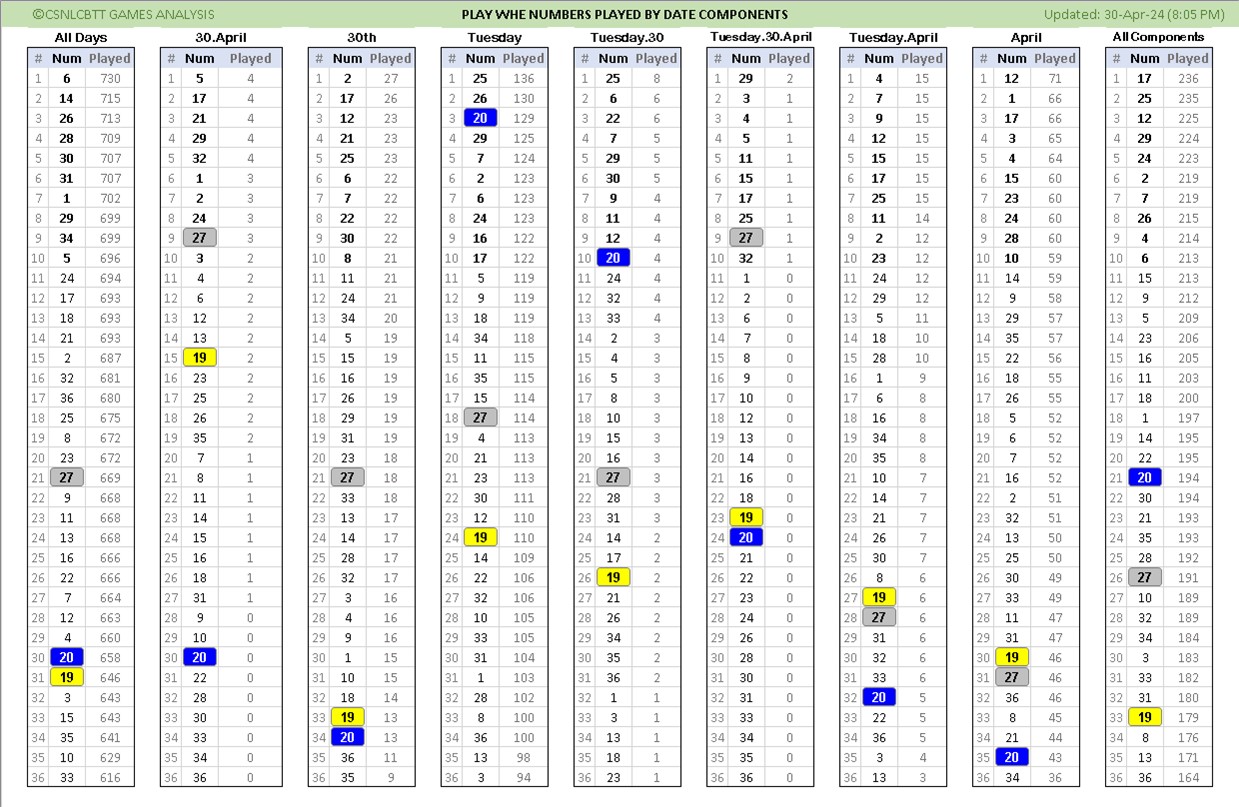 ©CSNLCBTT GAMES ANALYSIS PLAY WHE NUMBERS PLAYED BY DATE COMPONENTS Updated: 30-Apr-24 (8:05 PM)
All Days 30.April 30th Tuesday Tuesday.30 Tuesday.30.April Tuesday.April April All Components
# Num Played # Num Played # Num Played # Num Played # Num Played # Num Played # Num Played # Num Played # Num Played
1 6 730 1 5 4 1 2 27 1 25 136 1 25 8 1 29 2 1 4 15 1 12 71 1 17 236
2 14 715 2 17 4 2 17 26 2 26 130 2 6 6 2 3 1 2 7 15 2 1 66 2 25 235
3 26 713 3 21 4 3 12 23 3 20 129 3 22 6 3 4 1 3 9 15 3 17 66 3 12 225
4 28 709 4 29 4 4 21 23 4 29 125 4 7 5 4 5 1 4 12 15 4 3 65 4 29 224
5 30 707 5 32 4 5 25 23 5 7 124 5 29 5 5 11 1 5 15 15 5 4 64 5 24 223
6 31 707 6 1 3 6 6 22 6 2 123 6 30 5 6 15 1 6 17 15 6 15 60 6 2 219
7 1 702 7 2 3 7 7 22 7 6 123 7 9 4 7 17 1 7 25 15 7 23 60 7 7 219
8 29 699 8 24 3 8 22 22 8 24 123 8 11 4 8 25 1 8 11 14 8 24 60 8 26 215
9 34 699 9 27 3 9 30 22 9 16 122 9 12 4 9 27 1 9 2 12 9 28 60 9 4 214
10 5 696 10 3 2 10 8 21 10 17 122 10 20 4 10 32 1 10 23 12 10 10 59 10 6 213
11 24 694 11 4 2 11 11 21 11 5 119 11 24 4 11 1 0 11 24 12 11 14 59 11 15 213
12 17 693 12 6 2 12 24 21 12 9 119 12 32 4 12 2 0 12 29 12 12 9 58 12 9 212
13 18 693 13 12 2 13 34 20 13 18 119 13 33 4 13 6 0 13 5 11 13 29 57 13 5 209
14 21 693 14 13 2 14 5 19 14 34 118 14 2 3 14 7 0 14 18 10 14 35 57 14 23 206
15 2 687 15 19 2 15 15 19 15 11 115 15 4 3 15 8 0 15 28 10 15 22 56 15 16 205
16 32 681 16 23 2 16 16 19 16 35 115 16 5 3 16 9 0 16 1 9 16 18 55 16 11 203
17 36 680 17 25 2 17 26 19 17 15 114 17 8 3 17 10 0 17 6 8 17 26 55 17 18 200
18 25 675 18 26 2 18 29 19 18 27 114 18 10 3 18 12 0 18 16 8 18 5 52 18 1 197
19 8 672 19 35 2 19 31 19 19 4 113 19 15 3 19 13 0 19 34 8 19 6 52 19 14 195
20 23 672 20 7 1 20 23 18 20 21 113 20 16 3 20 14 0 20 35 8 20 7 52 20 22 195
21 27 669 21 8 1 21 27 18 21 23 113 21 27 3 21 16 0 21 10 7 21 16 52 21 20 194
22 9 668 22 11 1 22 33 18 22 30 111 22 28 3 22 18 0 22 14 7 22 2 51 22 30 194
23 11 668 23 14 1 23 13 17 23 12 110 23 31 3 23 19 0 23 21 7 23 32 51 23 21 193
24 13 668 24 15 1 24 14 17 24 19 110 24 14 2 24 20 0 24 26 7 24 13 50 24 35 193
25 16 666 25 16 1 25 28 17 25 14 109 25 17 2 25 21 0 25 30 7 25 25 50 25 28 192
26 22 666 26 18 1 26 32 17 26 22 106 26 19 2 26 22 0 26 8 6 26 30 49 26 27 191
27 7 664 27 31 1 27 3 16 27 32 106 27 21 2 27 23 0 27 19 6 27 33 49 27 10 189
28 12 663 28 9 0 28 4 16 28 10 105 28 26 2 28 24 0 28 27 6 28 11 47 28 32 189
29 4 660 29 10 0 29 9 16 29 33 105 29 34 2 29 26 0 29 31 6 29 31 47 29 34 184
30 20 658 30 20 0 30 1 15 30 31 104 30 35 2 30 28 0 30 32 6 30 19 46 30 3 183
31 19 646 31 22 0 31 10 15 31 1 103 31 36 2 31 30 0 31 33 6 31 27 46 31 33 182
32 3 643 32 28 0 32 18 14 32 28 102 32 1 1 32 31 0 32 20 5 32 36 46 32 31 180
33 15 643 33 30 0 33 19 13 33 8 100 33 3 1 33 33 0 33 22 5 33 8 45 33 19 179
34 35 641 34 33 0 34 20 13 34 36 100 34 13 1 34 34 0 34 36 5 34 21 44 34 8 176
35 10 629 35 34 0 35 36 11 35 13 98 35 18 1 35 35 0 35 3 4 35 20 43 35 13 171
36 33 616 36 36 0 36 35 9 36 3 94 36 23 1 36 36 0 36 13 3 36 34 36 36 36 164